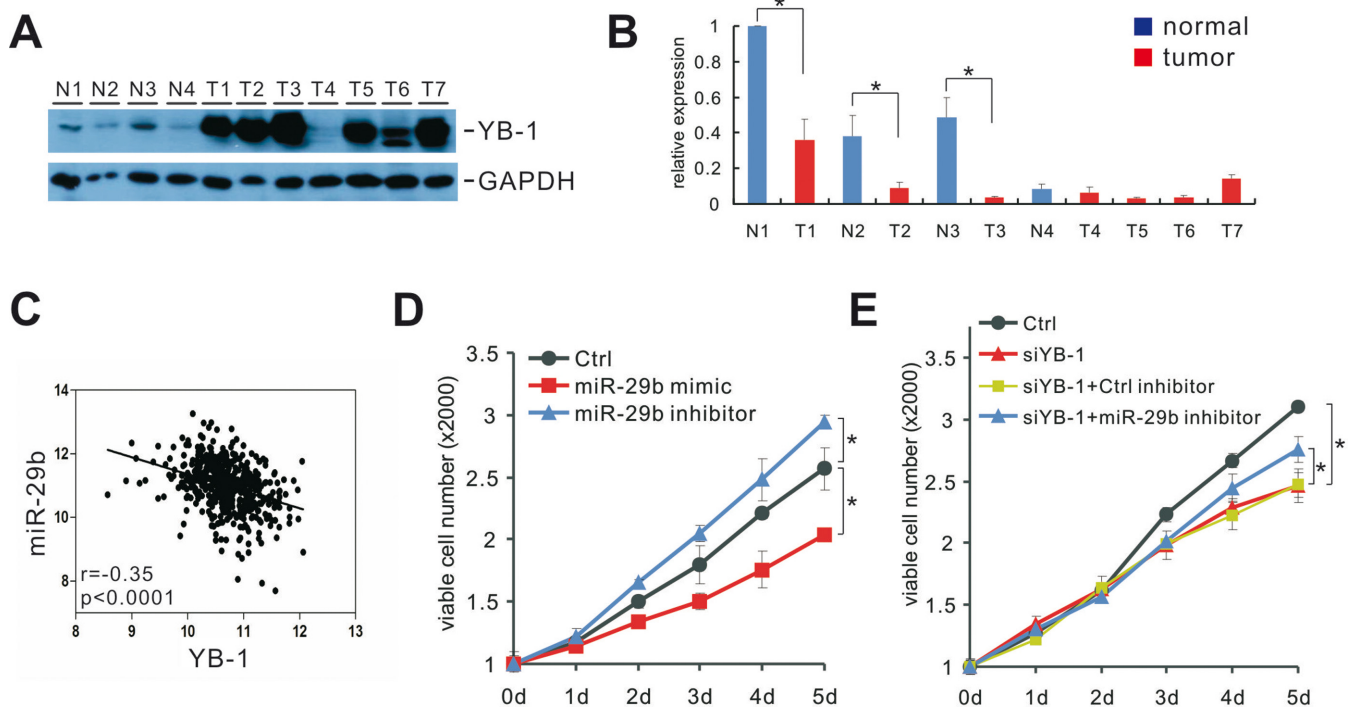 A
N1 N2 N3 N4 T1 T2 T3 T4 T5 T6 T7
-YB-1
-GAPDH
B
relative expression
1
0.8
0.6
0.4
0.2
0
* * *
normal
tumor
N1 T1 N2 T2 N3 T3 N4 T4 T5 T6 T7
C
miR-29b
14
12
10
8
r=-0.35
p<0.0001
8 9 10 11 12 13
YB-1
D
viable cell number (x2000)
3.5
3
2.5
2
1.5
1
Ctrl
miR-29b mimic
miR-29b inhibitor
*
*
0d 1d 2d 3d 4d 5d
E
viable cell number (x2000)
3.5
3
2.5
2
1.5
1
Ctrl
siYB-1
siYB-1+Ctrl inhibitor
siYB-1+miR-29b inhibitor
*
*
0d 1d 2d 3d 4d 5d